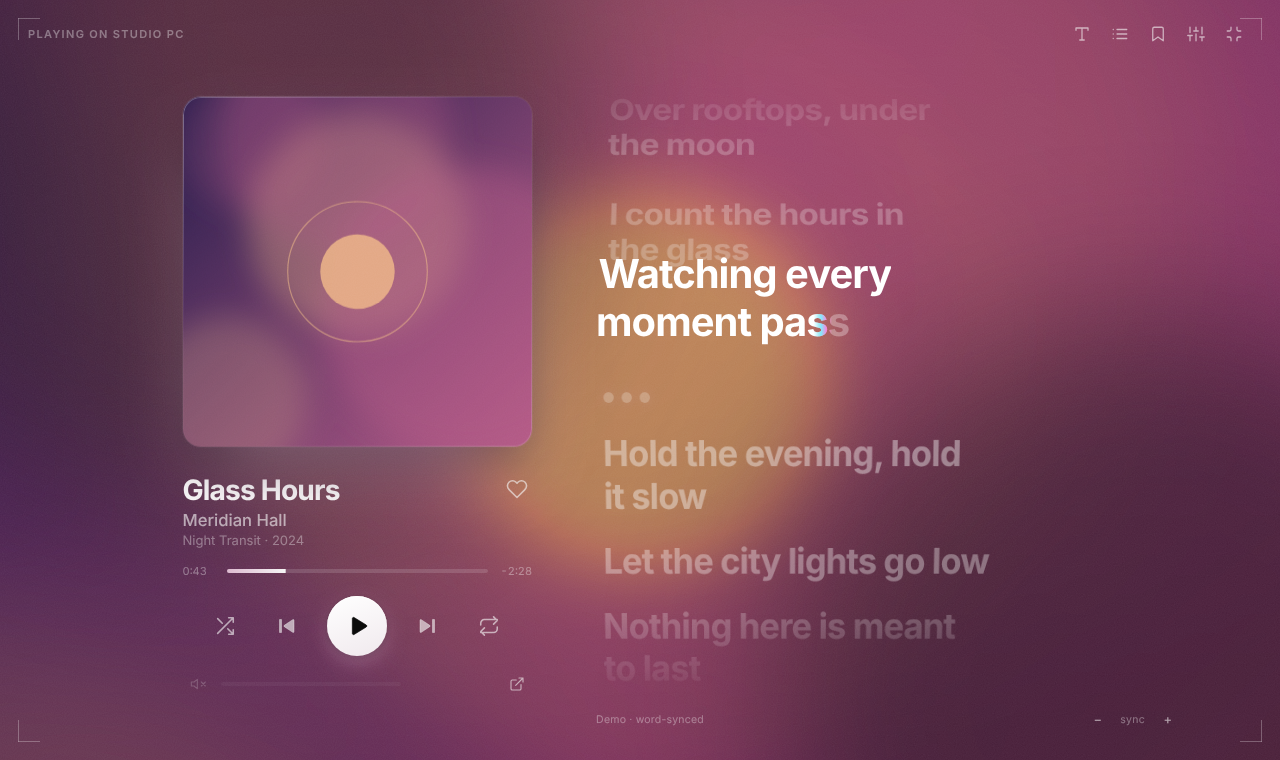 PLAYING ON STUDIO PC
Over rooftops, under
the moon
I count the hours in
the glass
Watching every
moment pass
Hold the evening, hold
it slow
Let the city lights go low
Nothing here is meant
to last
Glass Hours
Meridian Hall
Night Transit · 2024
0:43
-2:28
Demo · word-synced
− sync +